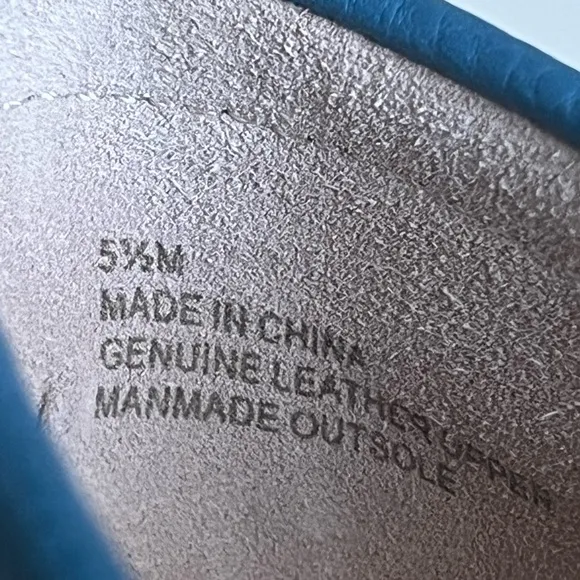 5½M
MADE IN CHINA
GENUINE LEATHER UPPER
MANMADE OUTSOLE